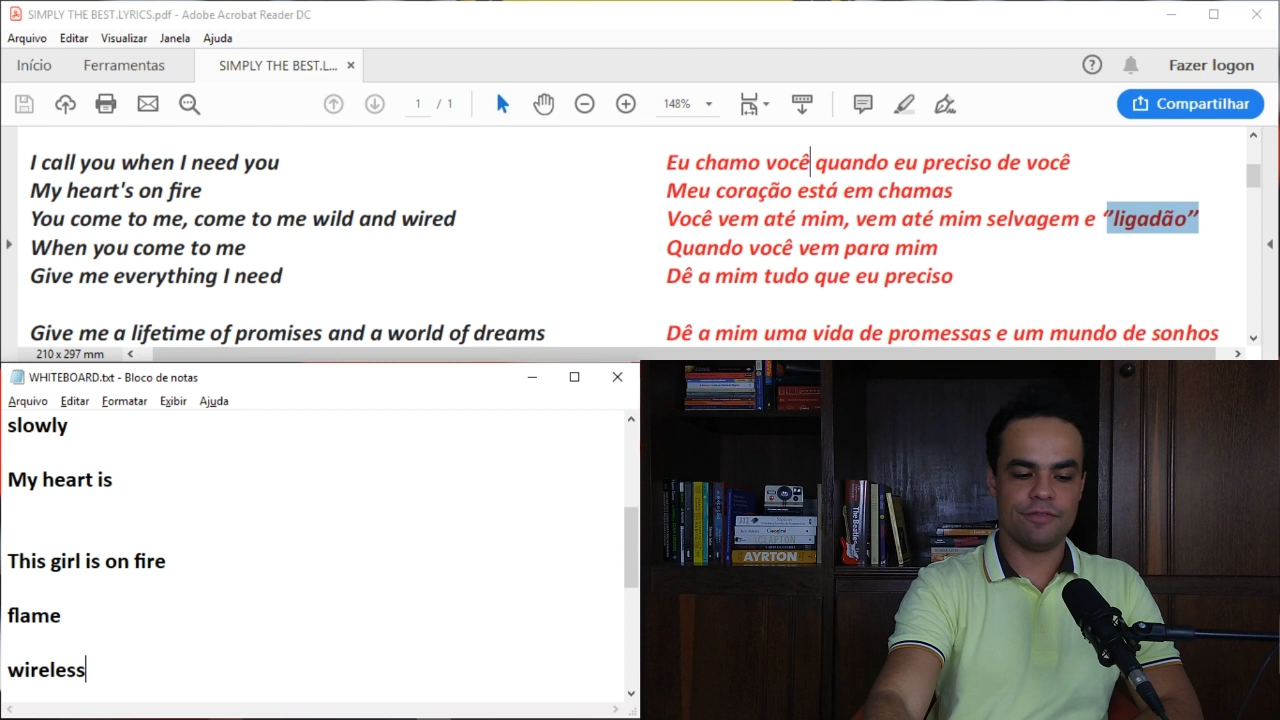 SIMPLY THE BEST.LYRICS.pdf - Adobe Acrobat Reader DC
Arquivo Editar Visualizar Janela Ajuda
Início Ferramentas SIMPLY THE BEST.L... × Fazer logon
1 / 1 148% Compartilhar
I call you when I need you
My heart's on fire
You come to me, come to me wild and wired
When you come to me
Give me everything I need
Give me a lifetime of promises and a world of dreams
Eu chamo você quando eu preciso de você
Meu coração está em chamas
Você vem até mim, vem até mim selvagem e ”ligadão”
Quando você vem para mim
Dê a mim tudo que eu preciso
Dê a mim uma vida de promessas e um mundo de sonhos
210 x 297 mm
WHITEBOARD.txt - Bloco de notas
Arquivo Editar Formatar Exibir Ajuda
slowly
My heart is
This girl is on fire
flame
wireless
The Beatles
CLAPTON
AYRTON